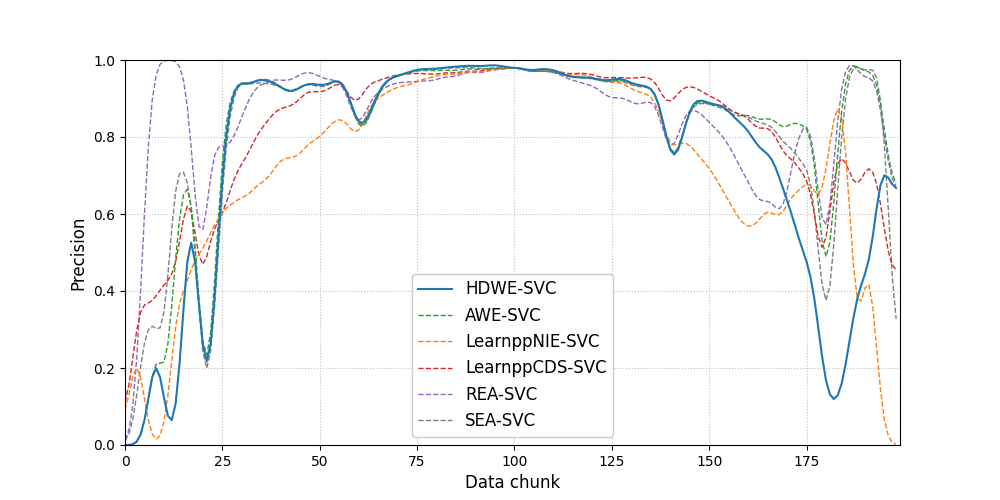 1.0
0.8
0.6
0.4
0.2
0.0
Precision
HDWE-SVC
AWE-SVC
LearnppNIE-SVC
LearnppCDS-SVC
REA-SVC
SEA-SVC
0 25 50 75 100 125 150 175
Data chunk